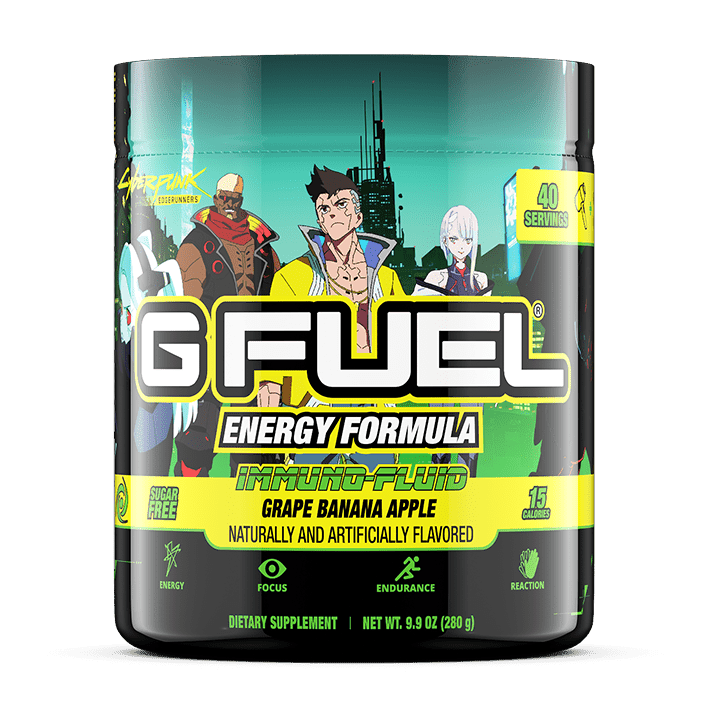 CYBERPUNK
EDGERUNNERS
40
SERVINGS
G FUEL®
ENERGY FORMULA
IMMUNO-FLUID
SUGAR
FREE
GRAPE BANANA APPLE
15
CALORIES
NATURALLY AND ARTIFICIALLY FLAVORED
ENERGY
FOCUS
ENDURANCE
REACTION
DIETARY SUPPLEMENT | NET WT. 9.9 OZ (280 g)